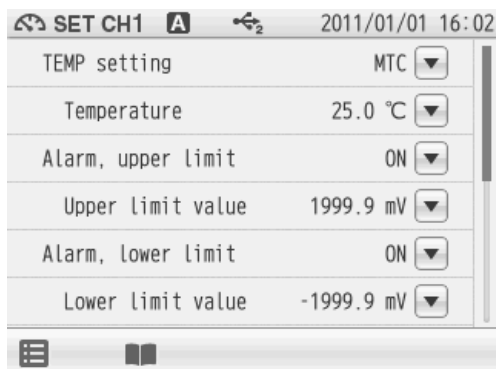 SET CH1 A 2 2011/01/01 16:02
TEMP setting MTC
Temperature 25.0 ℃
Alarm, upper limit ON
Upper limit value 1999.9 mV
Alarm, lower limit ON
Lower limit value -1999.9 mV